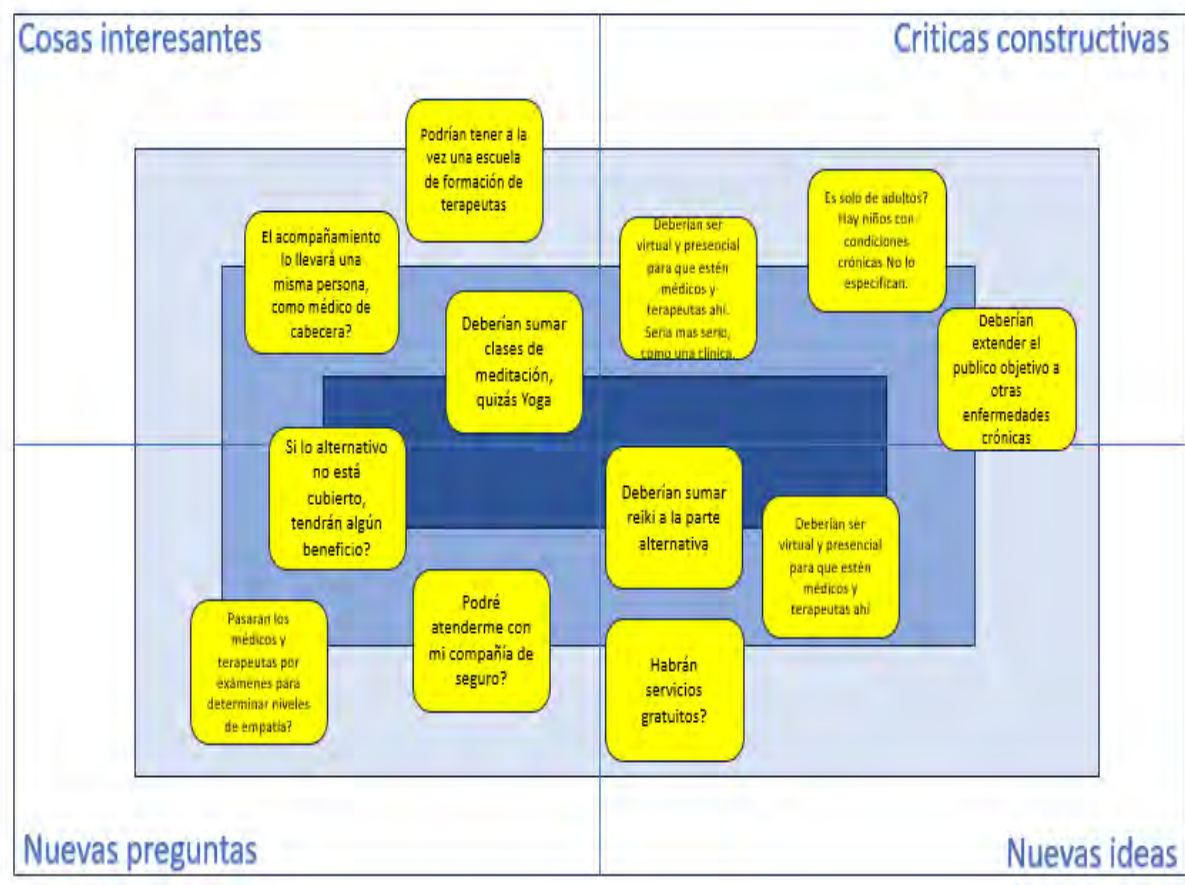 Cosas interesantes
Criticas constructivas
Podrían tener a la
vez una escuela
de formación de
terapeutas
El acompañamiento
lo llevará una
misma persona,
como médico de
cabecera?
Deberían sumar
clases de
meditación,
quizás Yoga
Deberían ser
virtual y presencial
para que estén
médicos y
terapeutas ahí.
Seria mas serio,
como una clínica.
Es solo de adultos?
Hay niños con
condiciones
crónicas No lo
especifican.
Deberían
extender el
publico objetivo a
otras
enfermedades
crónicas
Si lo alternativo
no está
cubierto,
tendrán algún
beneficio?
Pasarán los
médicos y
terapeutas por
exámenes para
determinar niveles
de empatía?
Podré
atenderme con
mi compañía de
seguro?
Deberían sumar
reiki a la parte
alternativa
Deberían ser
virtual y presencial
para que estén
médicos y
terapeutas ahí
Habrán
servicios
gratuitos?
Nuevas preguntas
Nuevas ideas